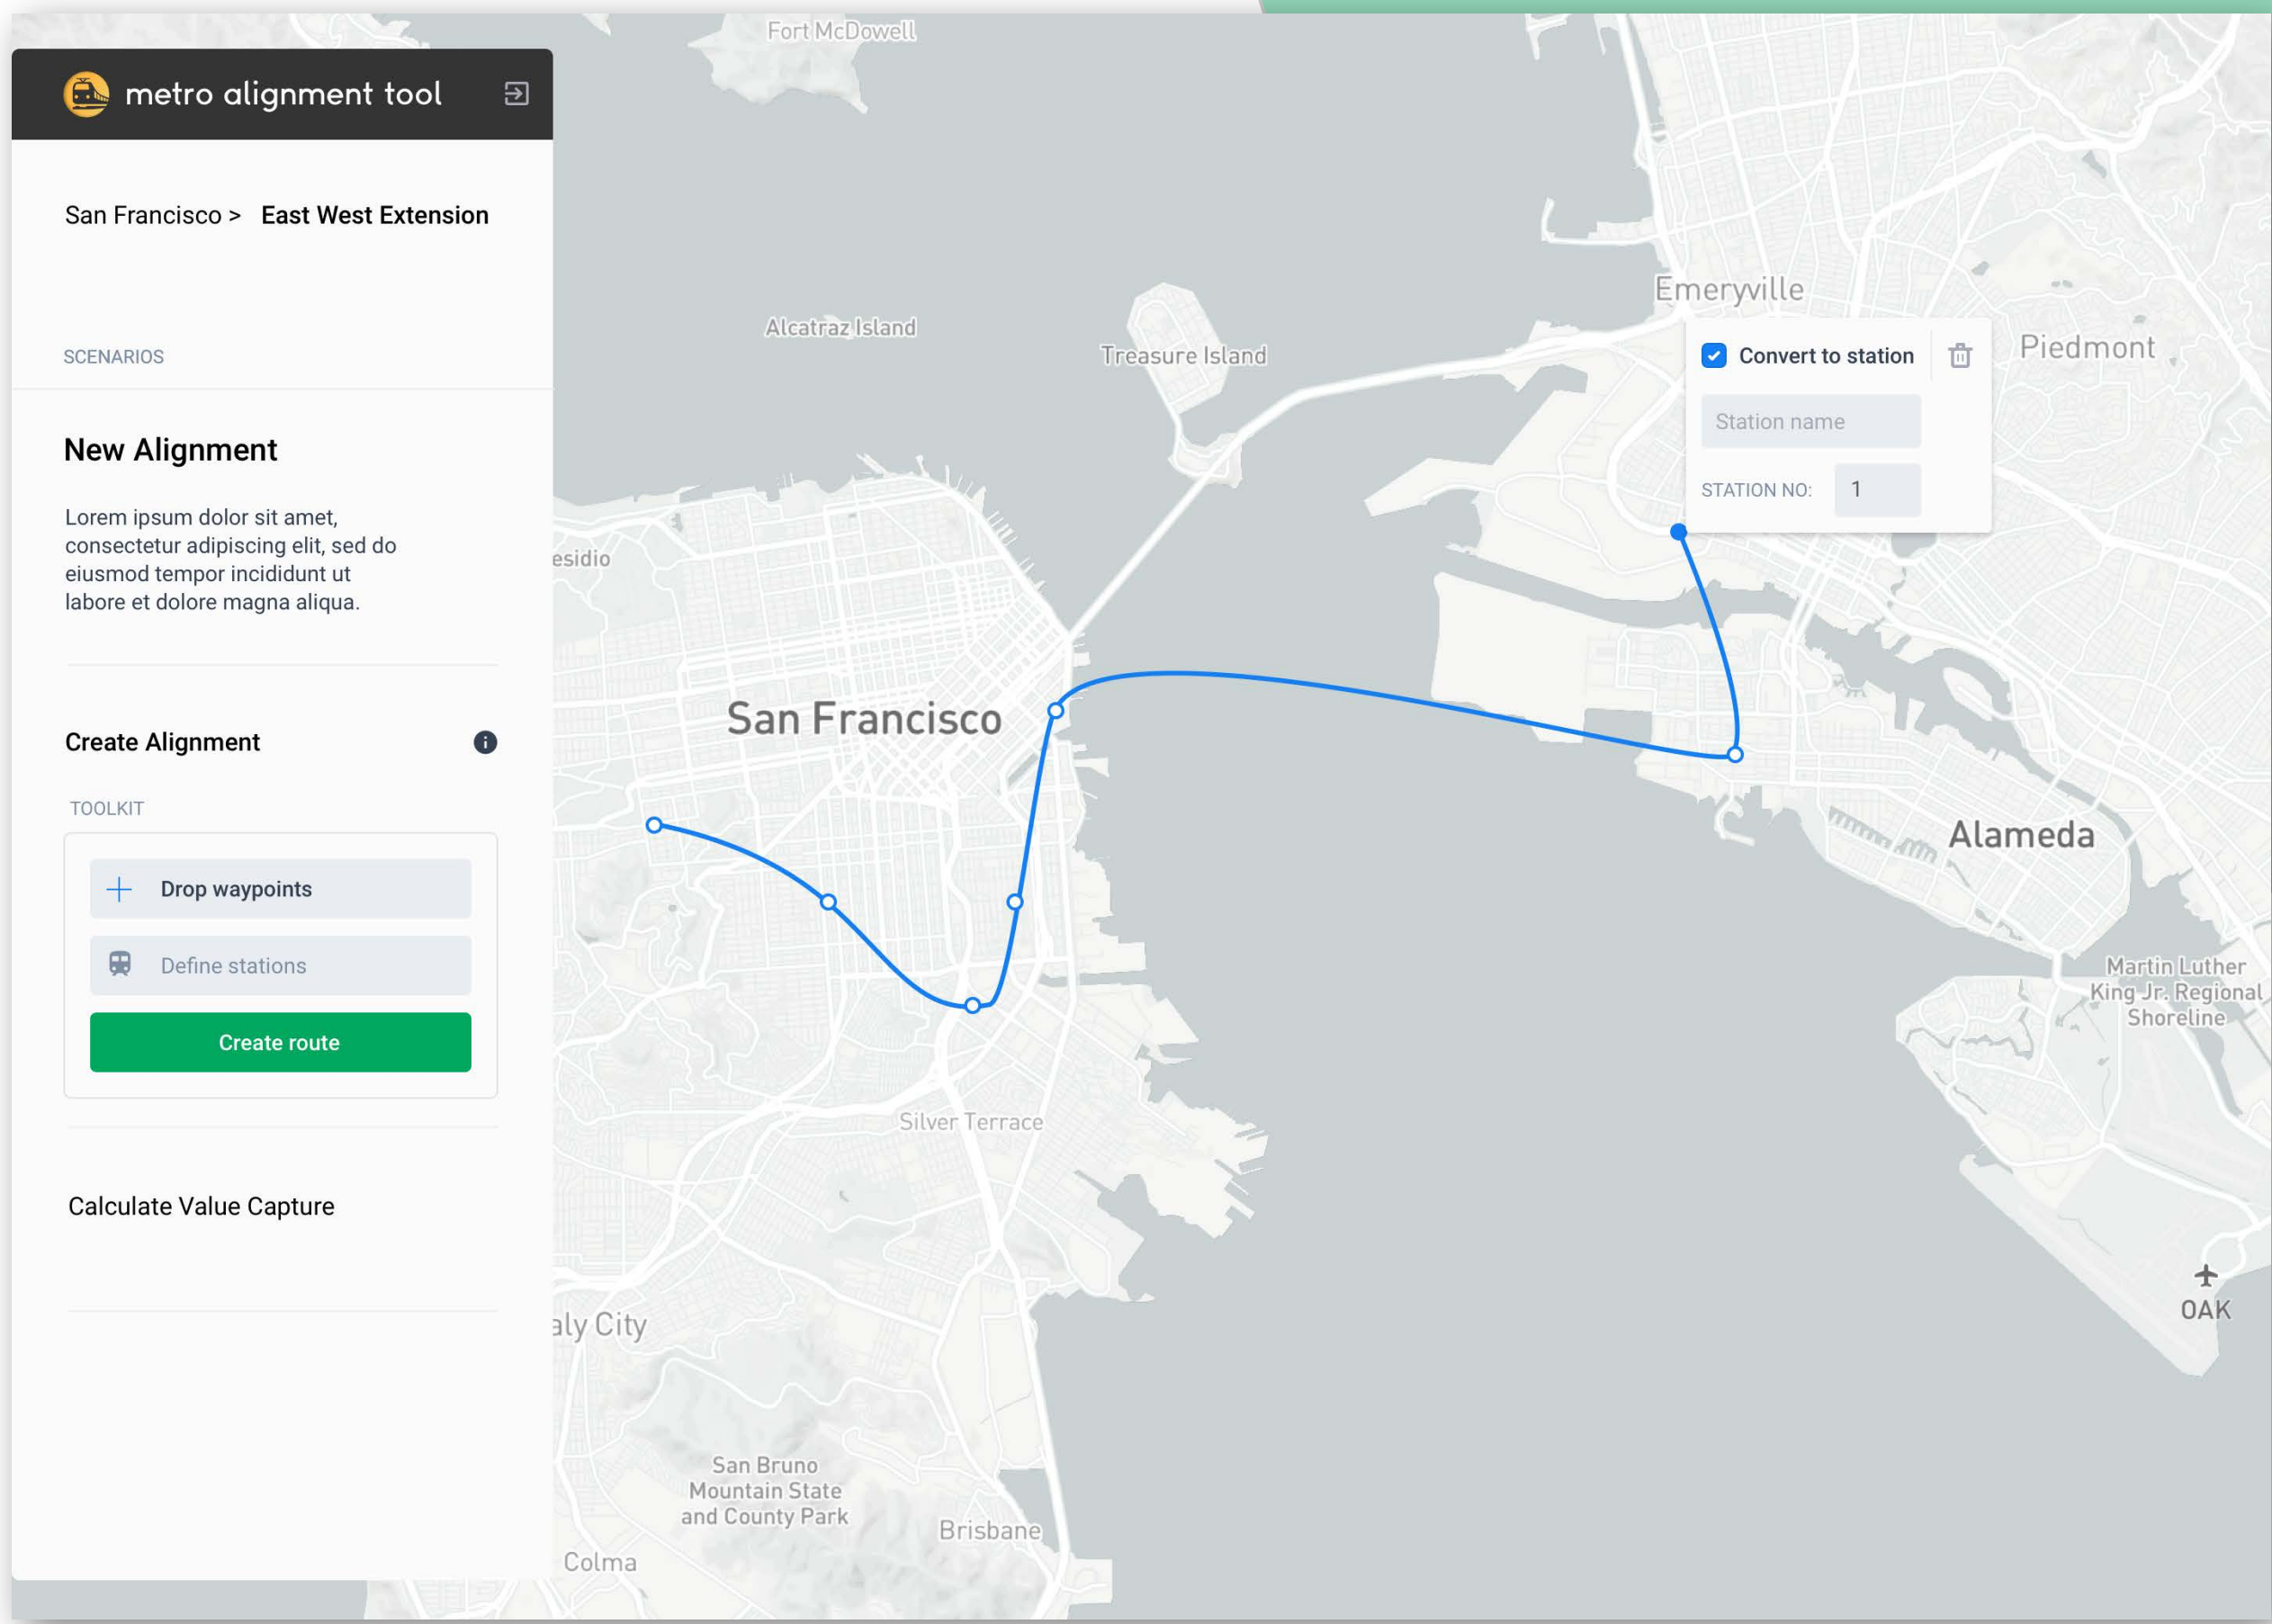 metro alignment tool
San Francisco > East West Extension
SCENARIOS
New Alignment
Lorem ipsum dolor sit amet,
consectetur adipiscing elit, sed do
eiusmod tempor incididunt ut
labore et dolore magna aliqua.
Create Alignment
TOOLKIT
Drop waypoints
Define stations
Create route
Calculate Value Capture
Fort McDowell
Alcatraz Island
Treasure Island
Emeryville
Piedmont
Convert to station
Station name
STATION NO: 1
esidio
San Francisco
Alameda
Martin Luther
King Jr. Regional
Shoreline
Silver Terrace
OAK
aly City
San Bruno
Mountain State
and County Park
Brisbane
Colma